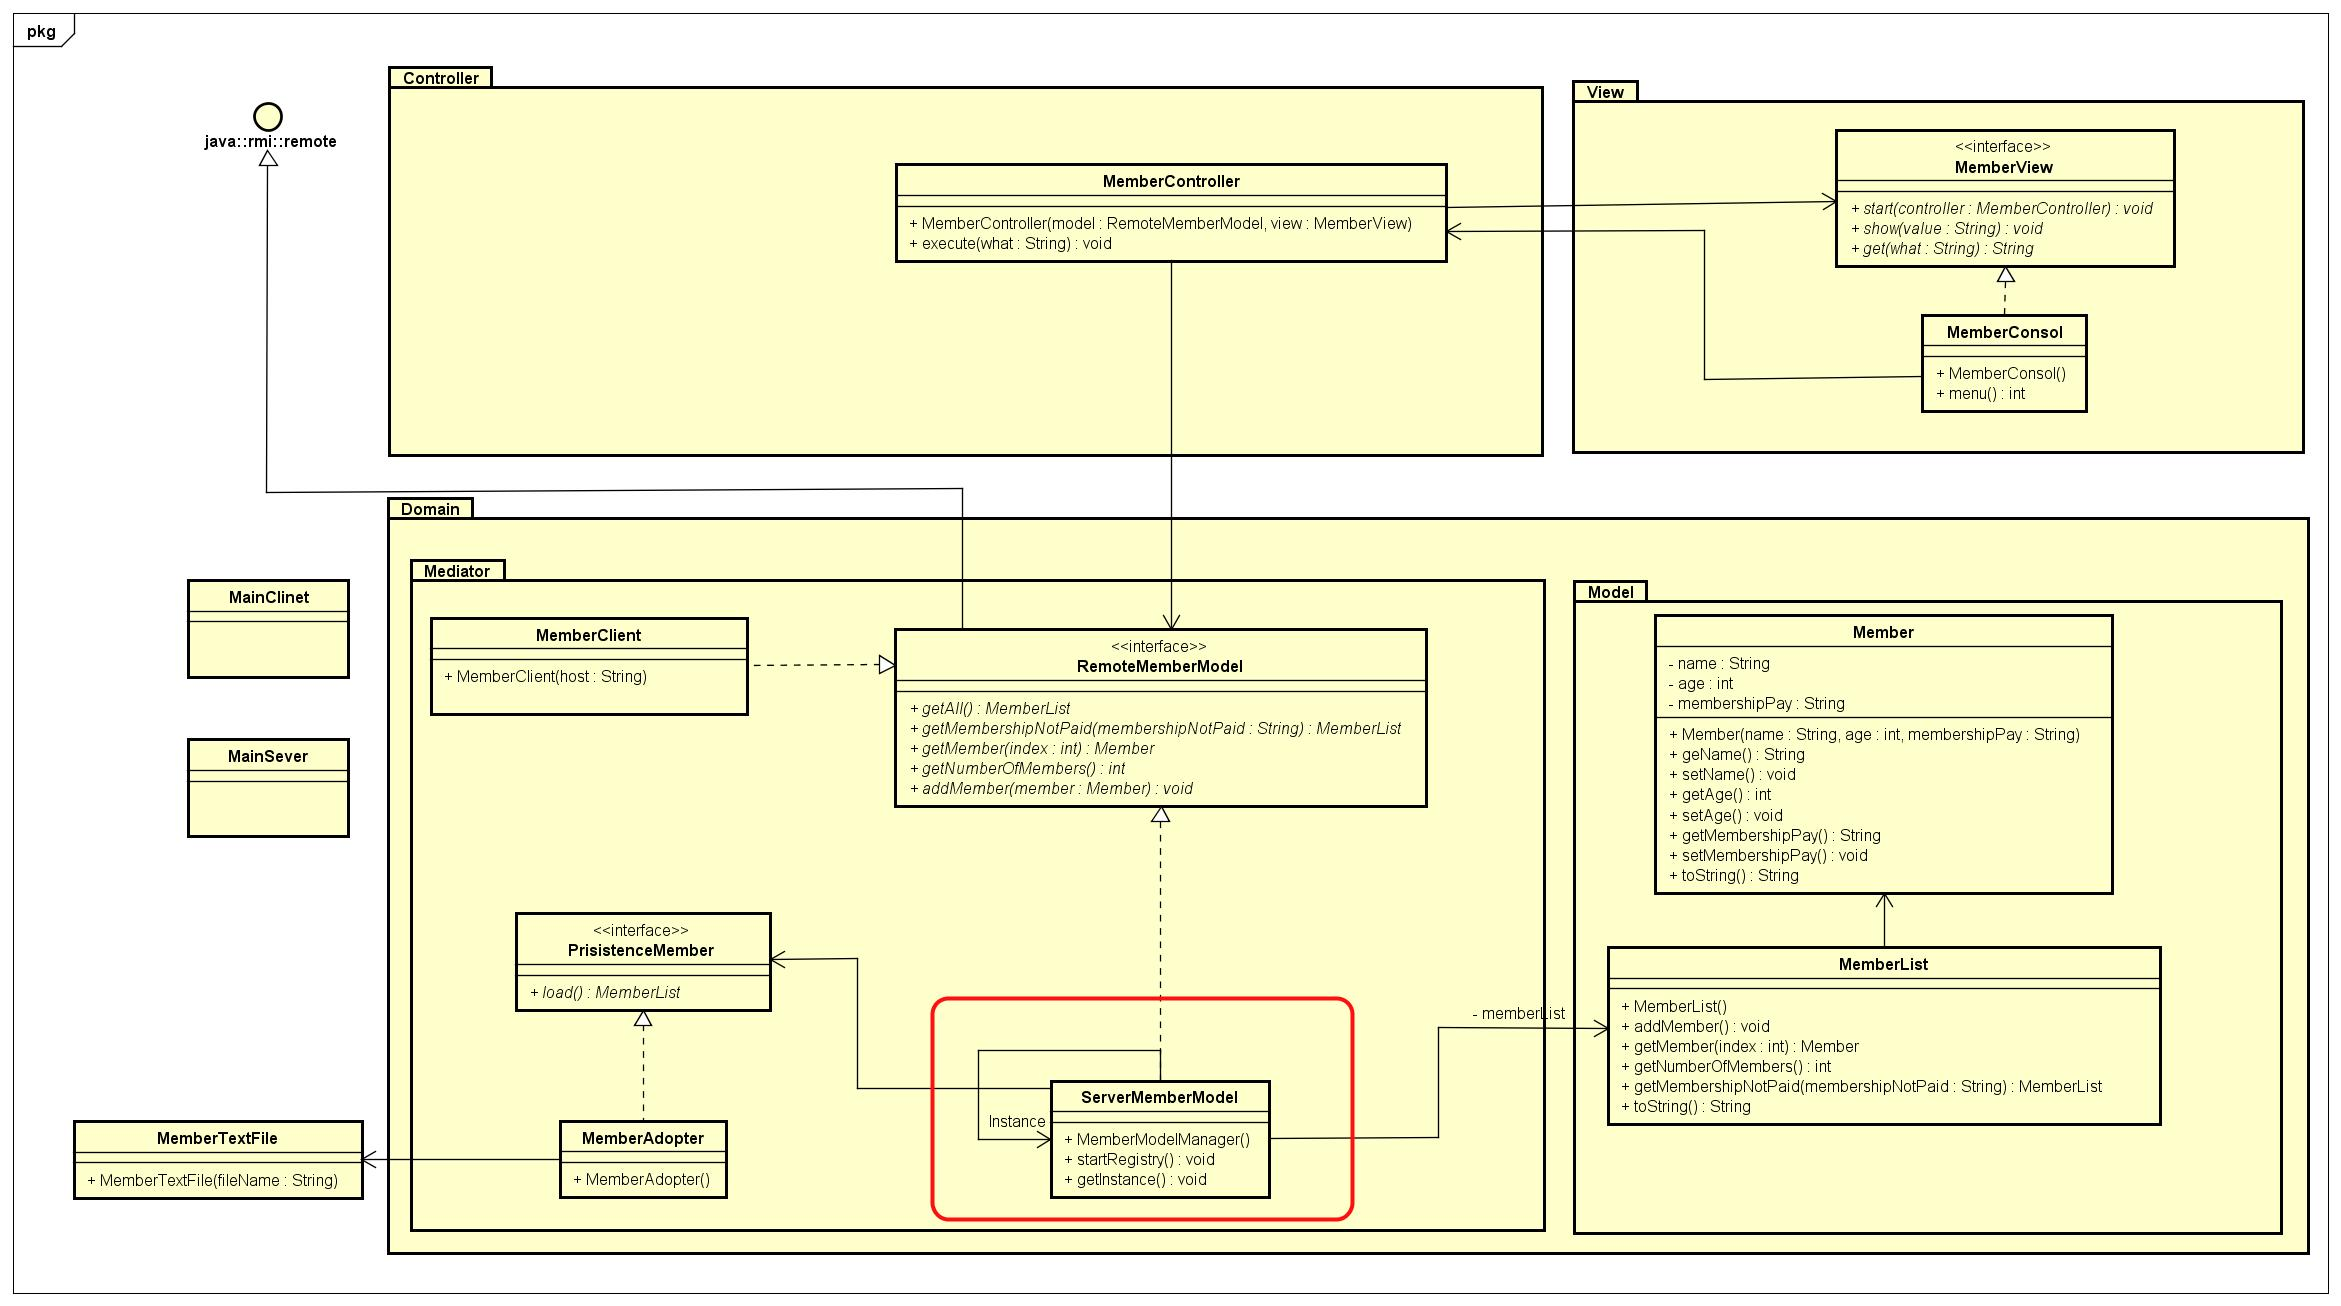 pkg
Controller
java::rmi::remote
MemberController
+ MemberController(model : RemoteMemberModel, view : MemberView)
+ execute(what : String) : void
View
<<interface>>
MemberView
+ start(controller : MemberController) : void
+ show(value : String) : void
+ get(what : String) : String
MemberConsol
+ MemberConsol()
+ menu() : int
Domain
Mediator
MainClinet
MainSever
MemberClient
+ MemberClient(host : String)
<<interface>>
RemoteMemberModel
+ getAll() : MemberList
+ getMembershipNotPaid(membershipNotPaid : String) : MemberList
+ getMember(index : int) : Member
+ getNumberOfMembers() : int
+ addMember(member : Member) : void
<<interface>>
PrisistenceMember
+ load() : MemberList
MemberTextFile
+ MemberTextFile(fileName : String)
MemberAdopter
+ MemberAdopter()
Instance
ServerMemberModel
+ MemberModelManager()
+ startRegistry() : void
+ getInstance() : void
- memberList
Model
Member
- name : String
- age : int
- membershipPay : String
+ Member(name : String, age : int, membershipPay : String)
+ geName() : String
+ setName() : void
+ getAge() : int
+ setAge() : void
+ getMembershipPay() : String
+ setMembershipPay() : void
+ toString() : String
MemberList
+ MemberList()
+ addMember() : void
+ getMember(index : int) : Member
+ getNumberOfMembers() : int
+ getMembershipNotPaid(membershipNotPaid : String) : MemberList
+ toString() : String